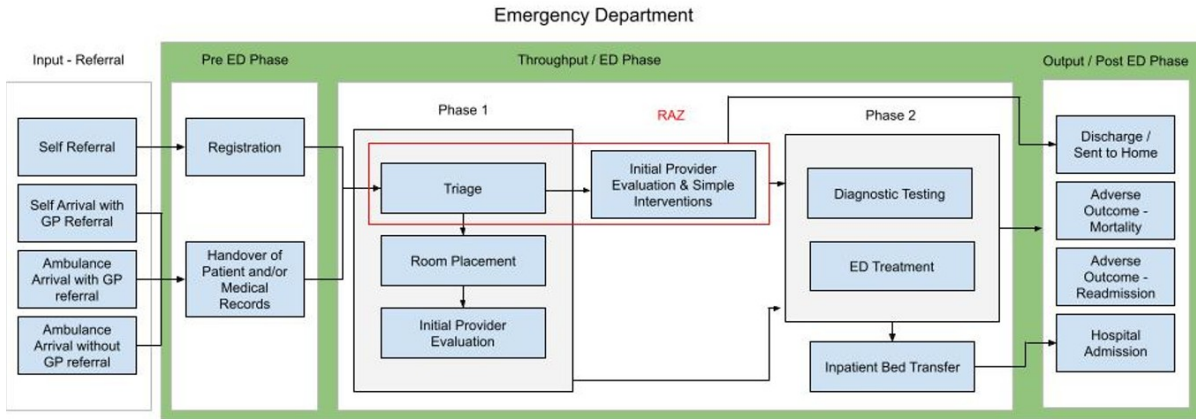 Emergency Department
Input - Referral
Pre ED Phase
Throughput / ED Phase
Output / Post ED Phase
Self Referral
Self Arrival with
GP Referral
Ambulance
Arrival with GP
referral
Ambulance
Arrival without
GP referral
Registration
Handover of
Patient and/or
Medical
Records
Phase 1
RAZ
Triage
Initial Provider
Evaluation & Simple
Interventions
Room Placement
Initial Provider
Evaluation
Phase 2
Diagnostic Testing
ED Treatment
Inpatient Bed Transfer
Discharge /
Sent to Home
Adverse
Outcome -
Mortality
Adverse
Outcome -
Readmission
Hospital
Admission